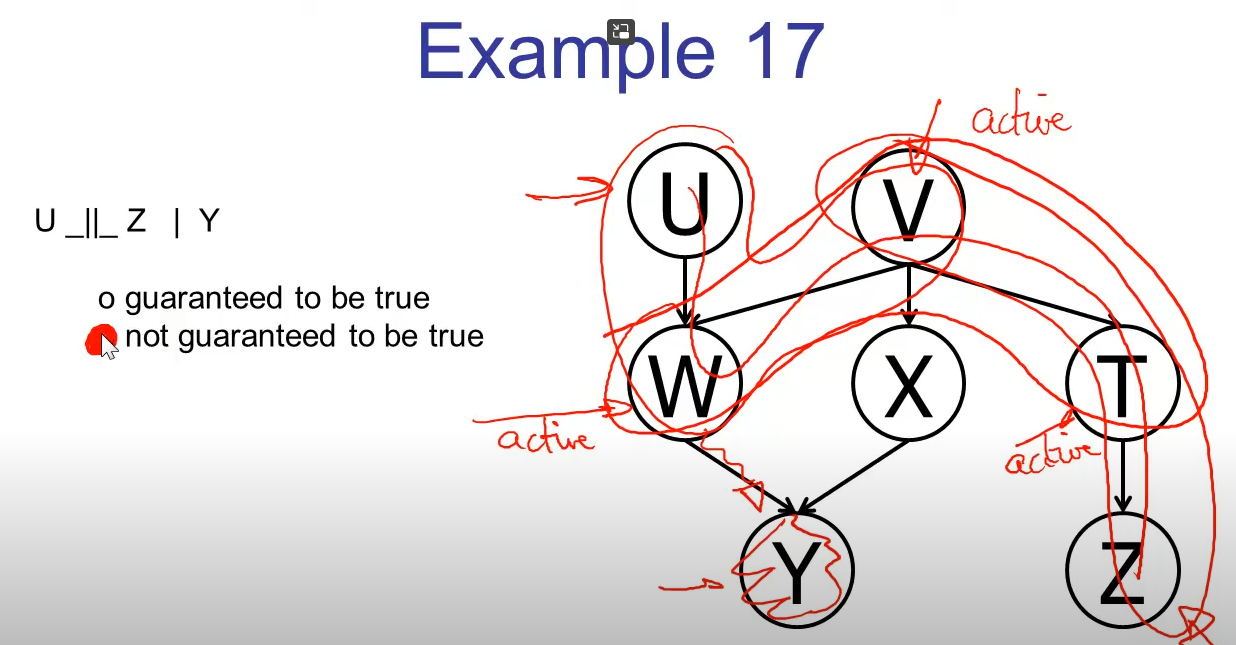 Example 17
active
U V
U _||_ Z | Y
o guaranteed to be true
not guaranteed to be true
W X T
active
active
Y Z